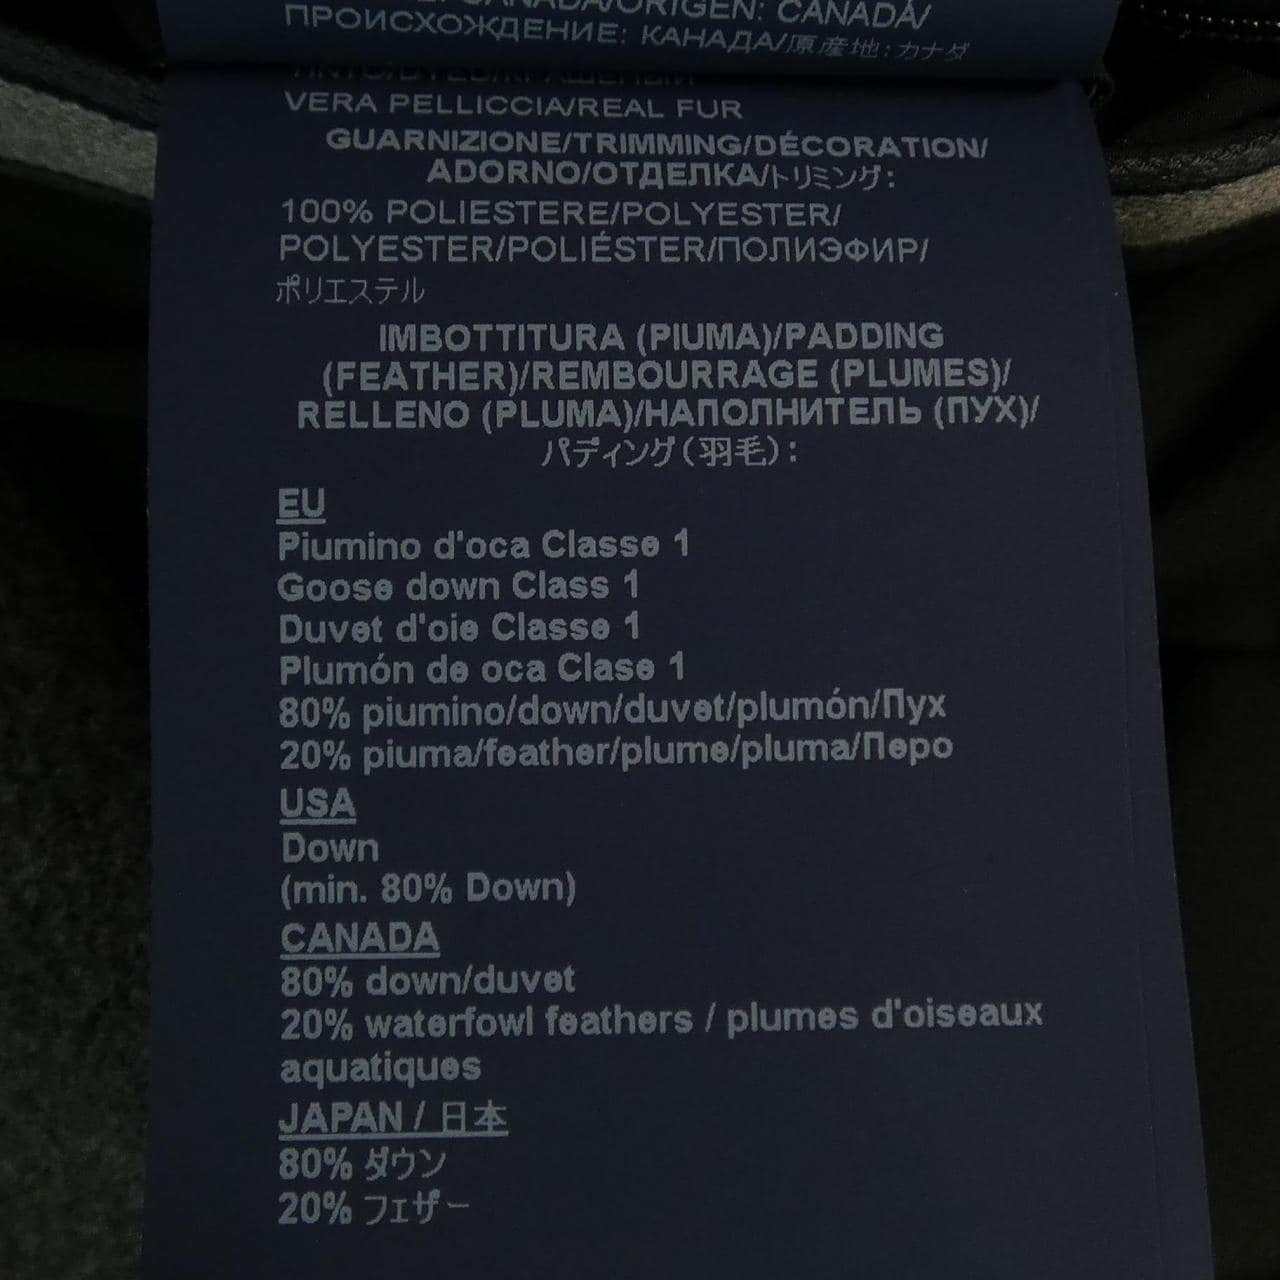 CANADA/ORIGEN: CANADÁ/
ПРОИСХОЖДЕНИЕ: КАНАДА/原産地:カナダ
VERA PELLICCIA/REAL FUR
GUARNIZIONE/TRIMMING/DÉCORATION/
ADORNO/ОТДЕЛКА/トリミング:
100% POLIESTERE/POLYESTER/
POLYESTER/POLIÉSTER/ПОЛИЭФИР/
ポリエステル
IMBOTTITURA (PIUMA)/PADDING
(FEATHER)/REMBOURRAGE (PLUMES)/
RELLENO (PLUMA)/НАПОЛНИТЕЛЬ (ПУХ)/
パディング(羽毛):
EU
Piumino d'oca Classe 1
Goose down Class 1
Duvet d'oie Classe 1
Plumón de oca Clase 1
80% piumino/down/duvet/plumón/Пух
20% piuma/feather/plume/pluma/Перо
USA
Down
(min. 80% Down)
CANADA
80% down/duvet
20% waterfowl feathers / plumes d'oiseaux
aquatiques
JAPAN / 日本
80% ダウン
20% フェザー